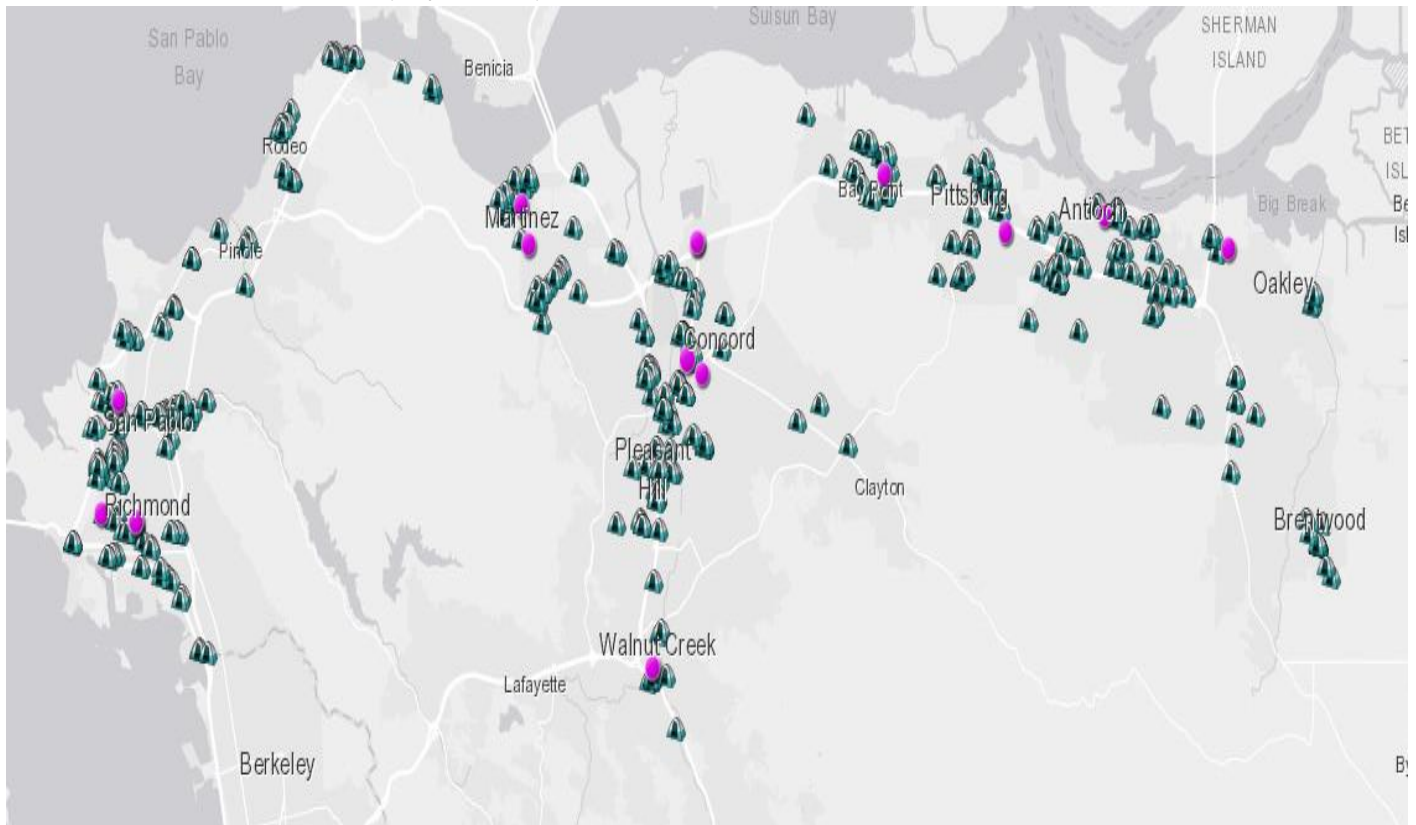 San Pablo
Bay
Suisun Bay
SHERMAN
ISLAND
Benicia
Rodeo
Martinez
Bay Point
Pittsburg
Antioch
Big Break
Pinole
Oakley
Concord
San Pablo
Pleasant
Hill
Clayton
Richmond
Brentwood
Walnut Creek
Lafayette
Berkeley